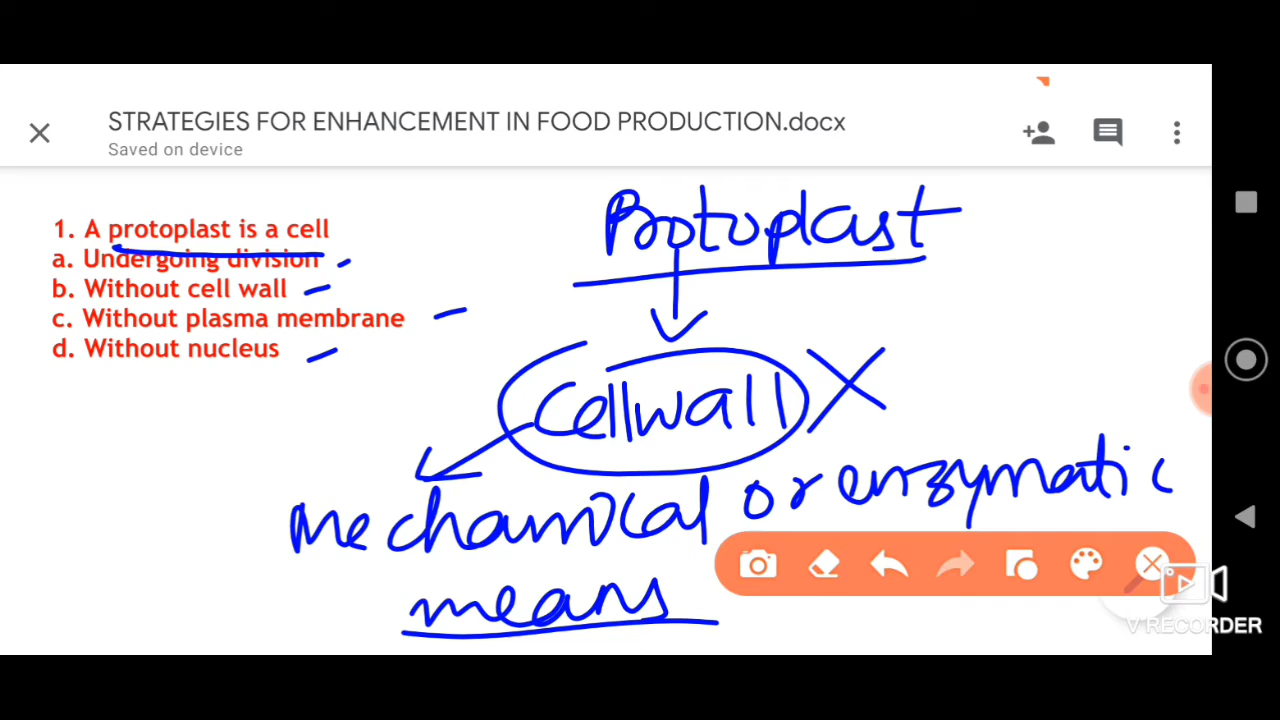 STRATEGIES FOR ENHANCEMENT IN FOOD PRODUCTION.docx
Saved on device
1. A protoplast is a cell
a. Undergoing division
b. Without cell wall
c. Without plasma membrane
d. Without nucleus
Protoplast
Cellwall
mechanical or enzymatic
means
V RECORDER